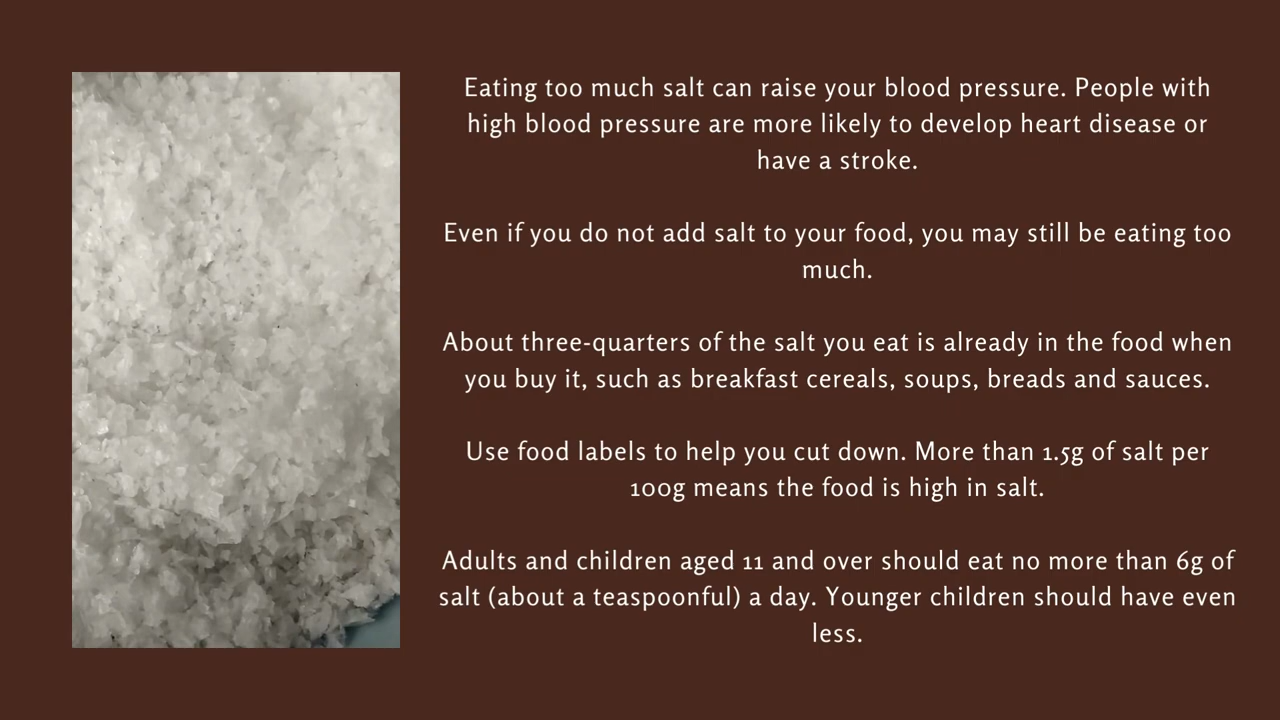 Eating too much salt can raise your blood pressure. People with
high blood pressure are more likely to develop heart disease or
have a stroke.
Even if you do not add salt to your food, you may still be eating too
much.
About three-quarters of the salt you eat is already in the food when
you buy it, such as breakfast cereals, soups, breads and sauces.
Use food labels to help you cut down. More than 1.5g of salt per
100g means the food is high in salt.
Adults and children aged 11 and over should eat no more than 6g of
salt (about a teaspoonful) a day. Younger children should have even
less.